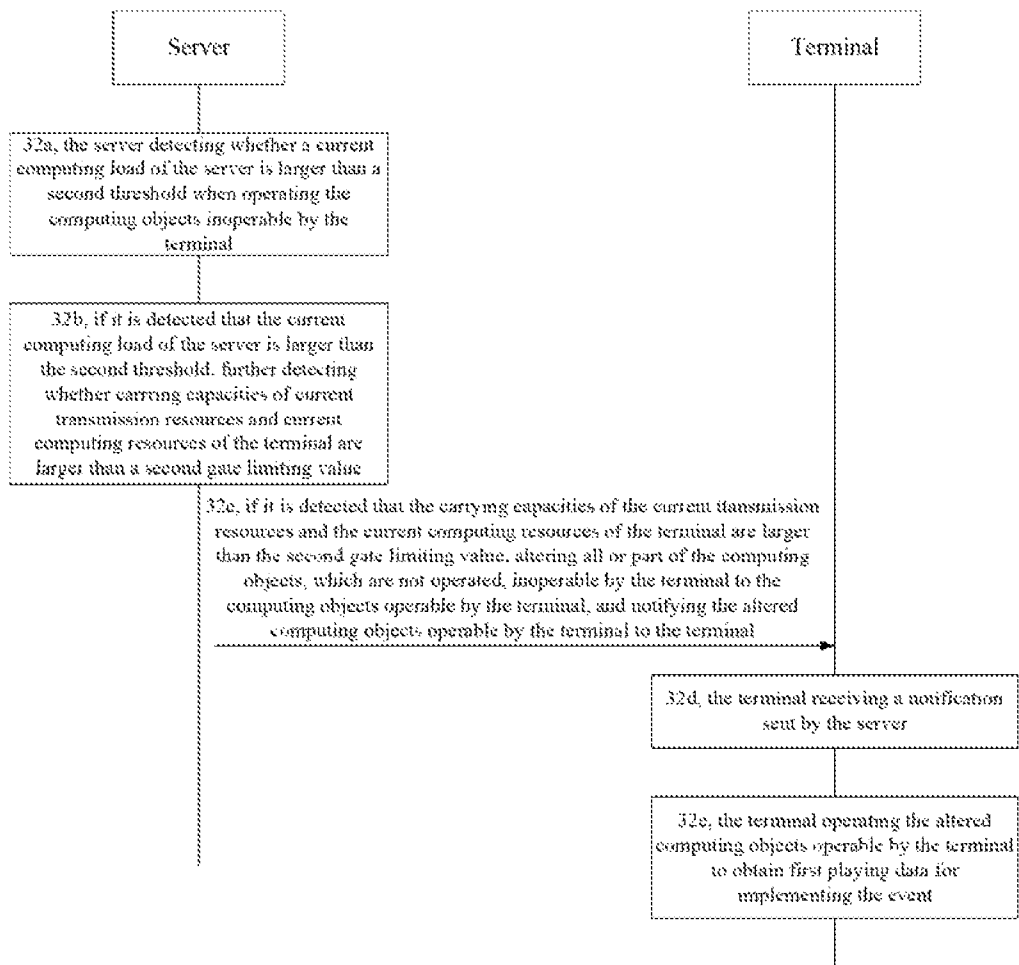 Server
Terminal
32a, the server detecting whether a current
computing load of the server is larger than a
second threshold when operating the
computing objects inoperable by the
terminal
32b, if it is detected that the current
computing load of the server is larger than
the second threshold, further detecting
whether carrying capacities of current
transmission resources and current
computing resources of the terminal are
larger than a second gate limiting value
32c, if it is detected that the carrying capacities of the current transmission
resources and the current computing resources of the terminal are larger
than the second gate limiting value, altering all or part of the computing
objects, which are not operated, inoperable by the terminal to the
computing objects operable by the terminal, and notifying the altered
computing objects operable by the terminal to the terminal
32d, the terminal receiving a notification
sent by the server
32e, the terminal operating the altered
computing objects operable by the terminal
to obtain first playing data for
implementing the event